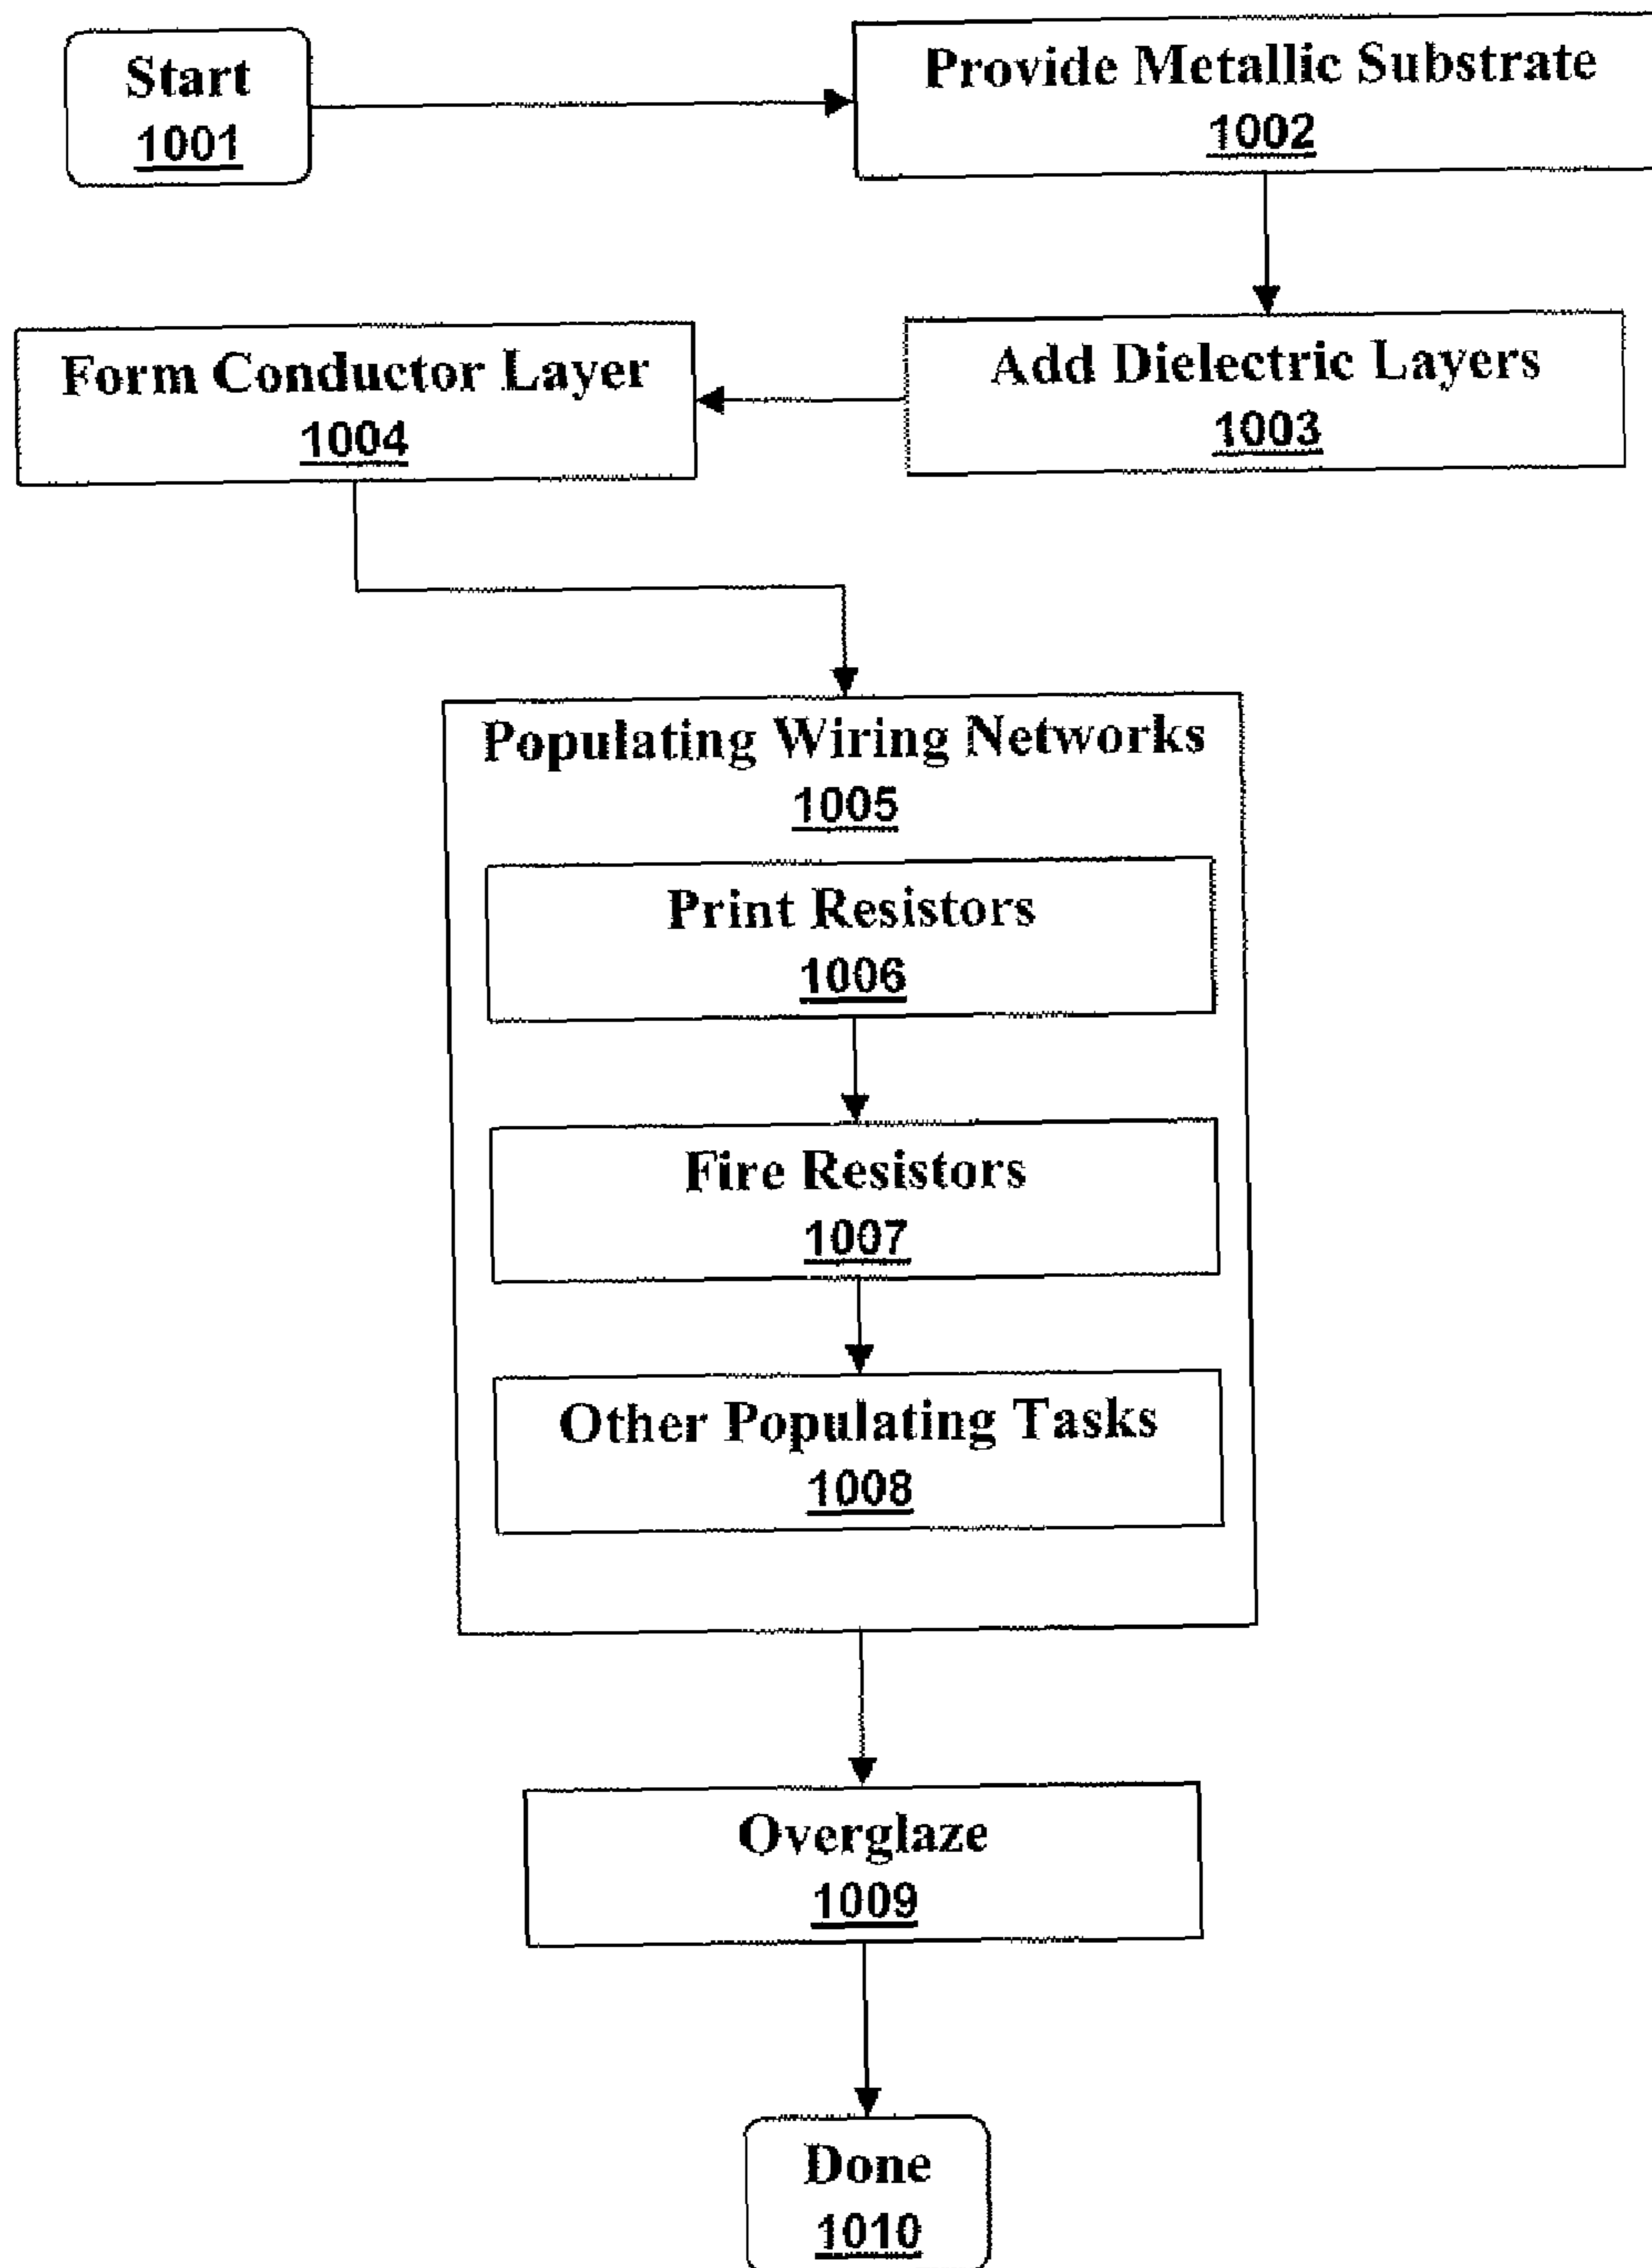 Start
1001
Provide Metallic Substrate
1002
Add Dielectric Layers
1003
Form Conductor Layer
1004
Populating Wiring Networks
1005
Print Resistors
1006
Fire Resistors
1007
Other Populating Tasks
1008
Overglaze
1009
Done
1010